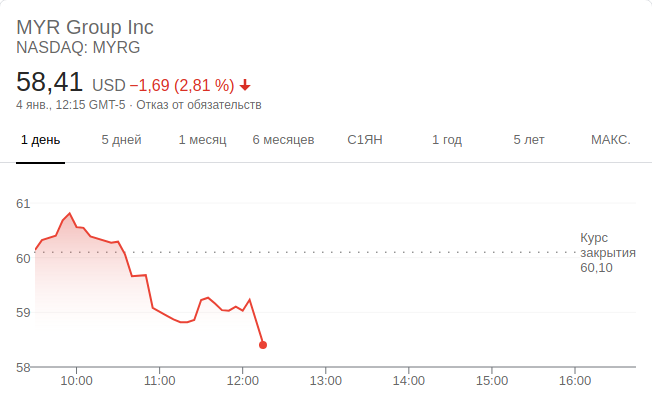 MYR Group Inc
NASDAQ: MYRG
58,41 USD −1,69 (2,81 %)
4 янв., 12:15 GMT-5 · Отказ от обязательств
1 день 5 дней 1 месяц 6 месяцев С1ЯН 1 год 5 лет МАКС.
61
60
59
58
Курс
закрытия
60,10
10:00 11:00 12:00 13:00 14:00 15:00 16:00